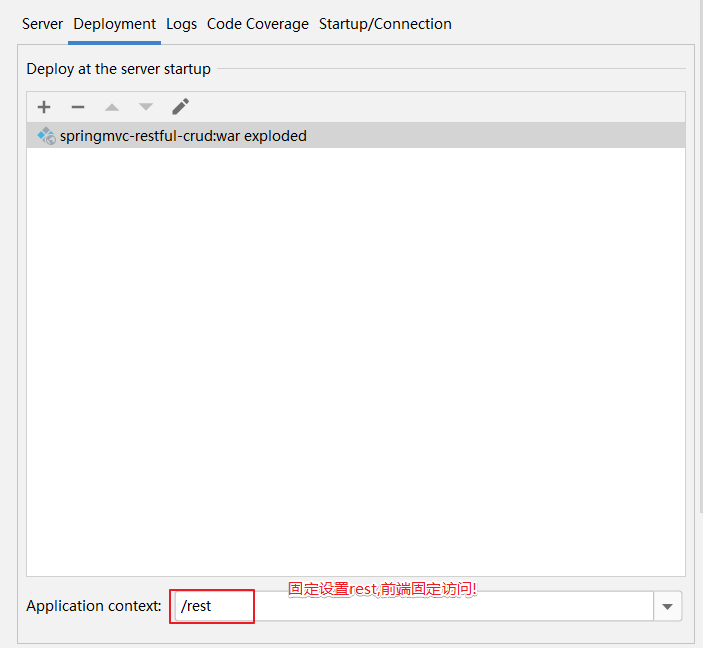 Server Deployment Logs Code Coverage Startup/Connection
Deploy at the server startup
springmvc-restful-crud:war exploded
固定设置rest,前端固定访问!
Application context: /rest